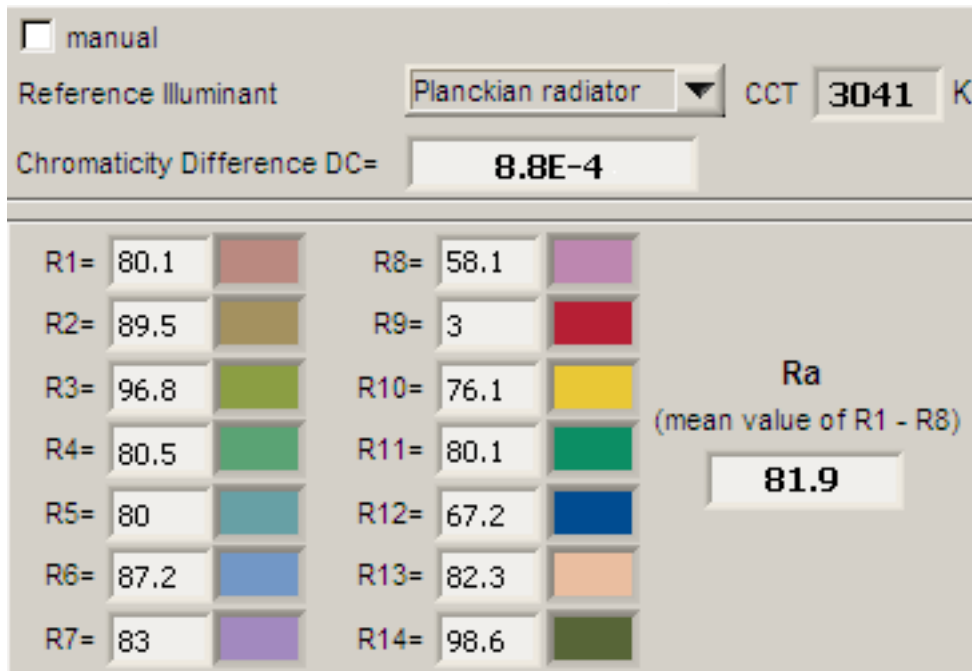 manual
Reference Illuminant Planckian radiator CCT 3041 K
Chromaticity Difference DC= 8.8E-4
R1= 80.1 R8= 58.1
R2= 89.5 R9= 3
R3= 96.8 R10= 76.1
Ra
(mean value of R1 - R8)
R4= 80.5 R11= 80.1
81.9
R5= 80 R12= 67.2
R6= 87.2 R13= 82.3
R7= 83 R14= 98.6